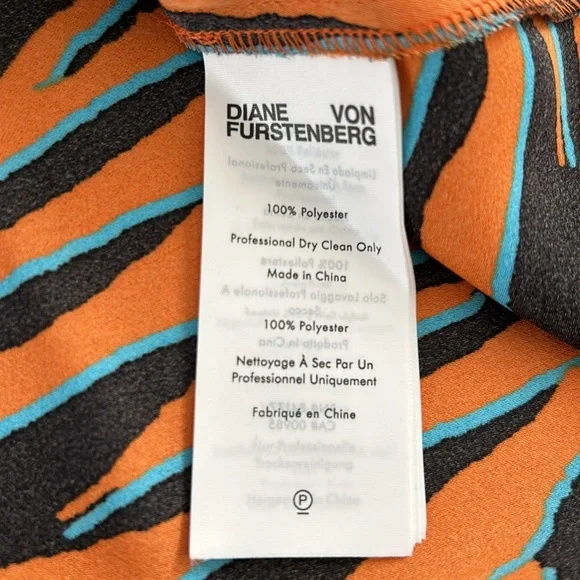 DIANE VON
FURSTENBERG
100% Polyester
Professional Dry Clean Only
Made in China
100% Polyester
Nettoyage À Sec Par Un
Professionnel Uniquement
Fabriqué en Chine
P